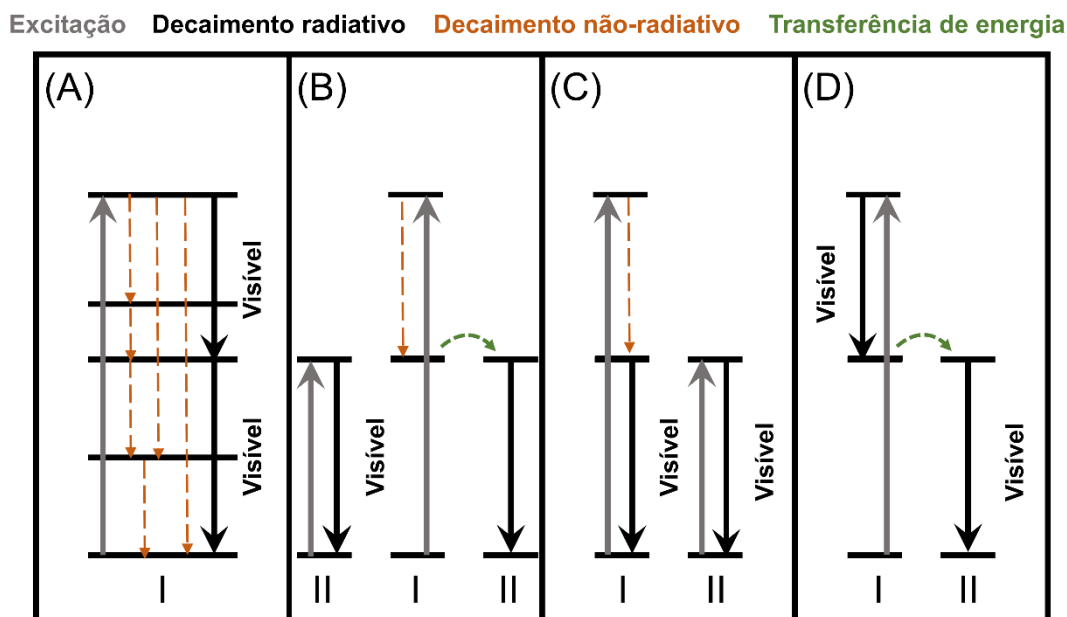 Excitação Decaimento radiativo Decaimento não-radiativo Transferência de energia
(A) (B) (C) (D)
Visível
Visível
Visível
Visível
Visível
Visível
Visível
I
II I II
I II
I II